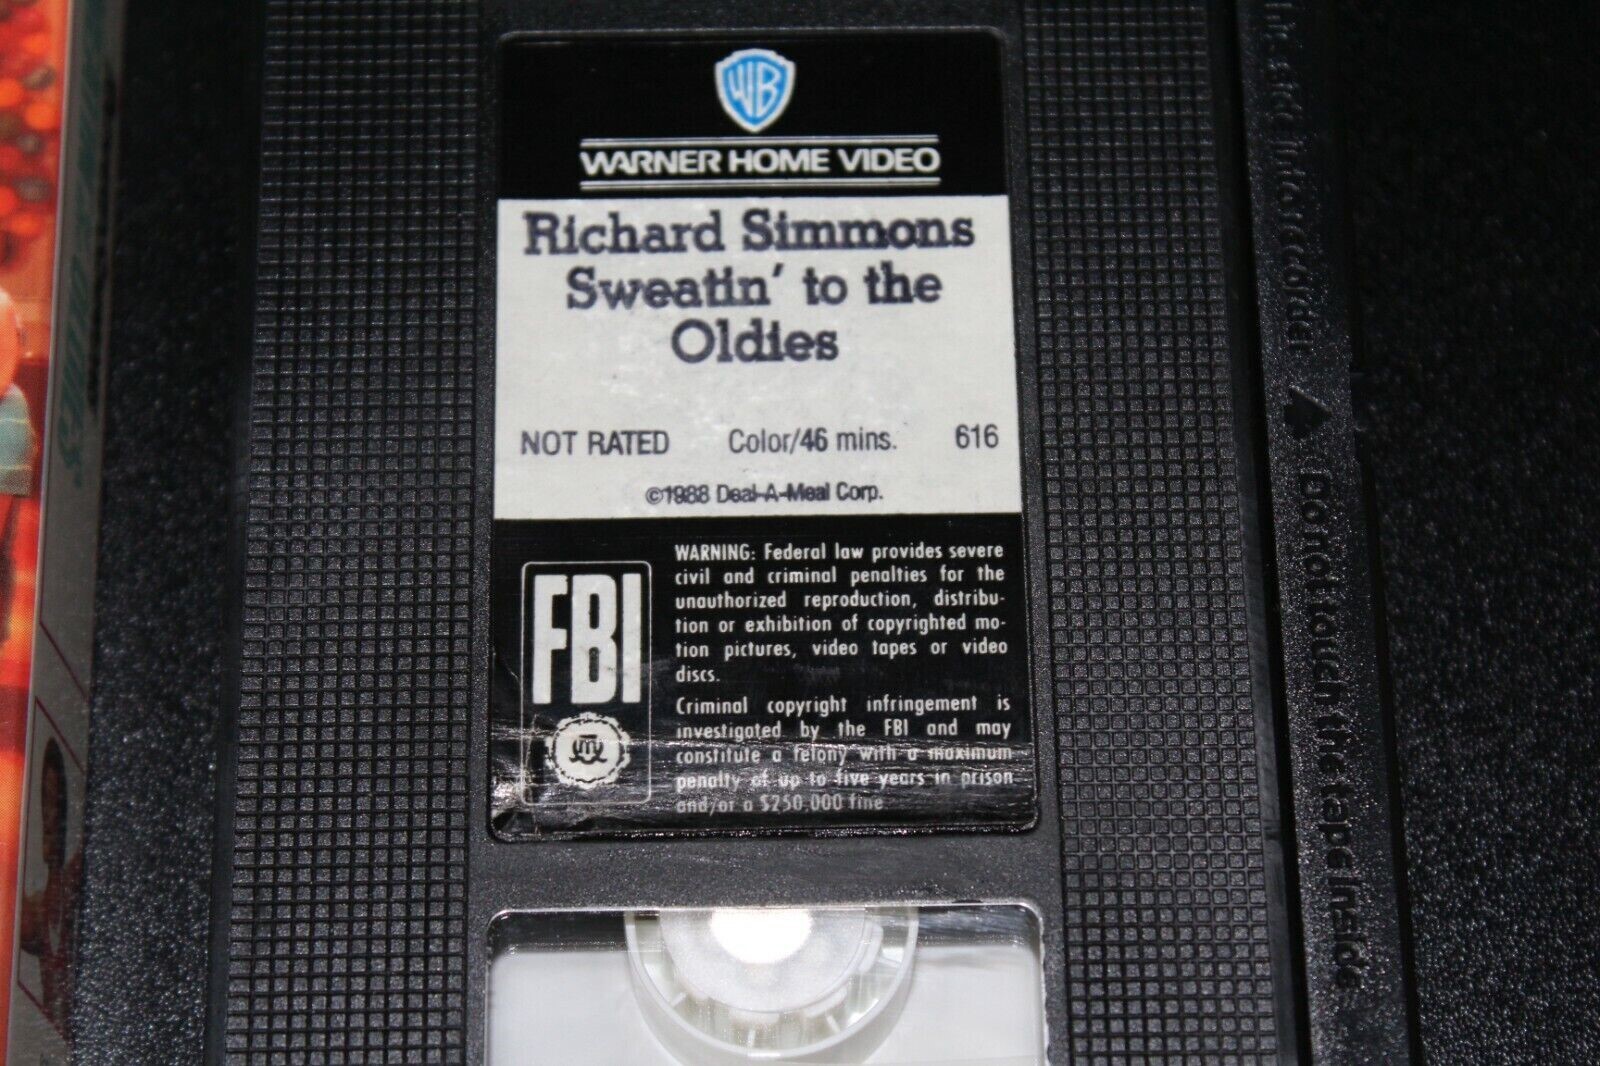 WB
WARNER HOME VIDEO
Richard Simmons
Sweatin' to the
Oldies
NOT RATED Color/46 mins. 616
©1988 Deal-A-Meal Corp.
FBI
WARNING: Federal law provides severe
civil and criminal penalties for the
unauthorized reproduction, distribu-
tion or exhibition of copyrighted mo-
tion pictures, video tapes or video
discs.
Criminal copyright infringement is
investigated by the FBI and may
constitute a felony with a maximum
penalty of up to five years in prison
and/or a $250,000 fine
this side into recorder ▲ Do not touch the tape inside